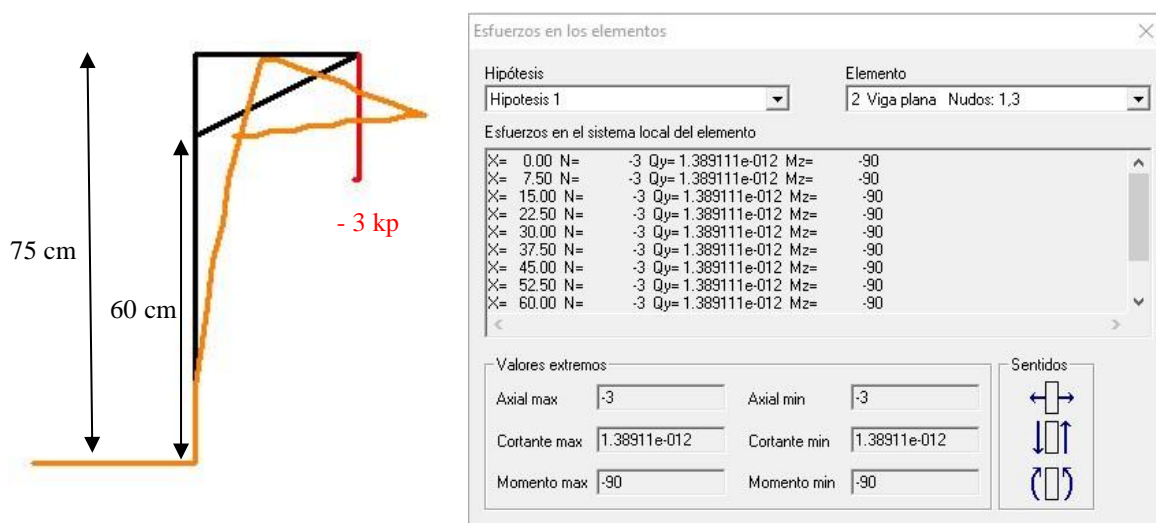 75 cm
60 cm
- 3 kp
Esfuerzos en los elementos
Hipótesis
Elemento
Hipotesis 1
2 Viga plana Nudos: 1,3
Esfuerzos en el sistema local del elemento
X= 0.00 N= -3 Qy= 1.389111e-012 Mz= -90
X= 7.50 N= -3 Qy= 1.389111e-012 Mz= -90
X= 15.00 N= -3 Qy= 1.389111e-012 Mz= -90
X= 22.50 N= -3 Qy= 1.389111e-012 Mz= -90
X= 30.00 N= -3 Qy= 1.389111e-012 Mz= -90
X= 37.50 N= -3 Qy= 1.389111e-012 Mz= -90
X= 45.00 N= -3 Qy= 1.389111e-012 Mz= -90
X= 52.50 N= -3 Qy= 1.389111e-012 Mz= -90
X= 60.00 N= -3 Qy= 1.389111e-012 Mz= -90
Valores extremos
Sentidos
Axial max -3 Axial min -3
Cortante max 1.38911e-012 Cortante min 1.38911e-012
Momento max -90 Momento min -90